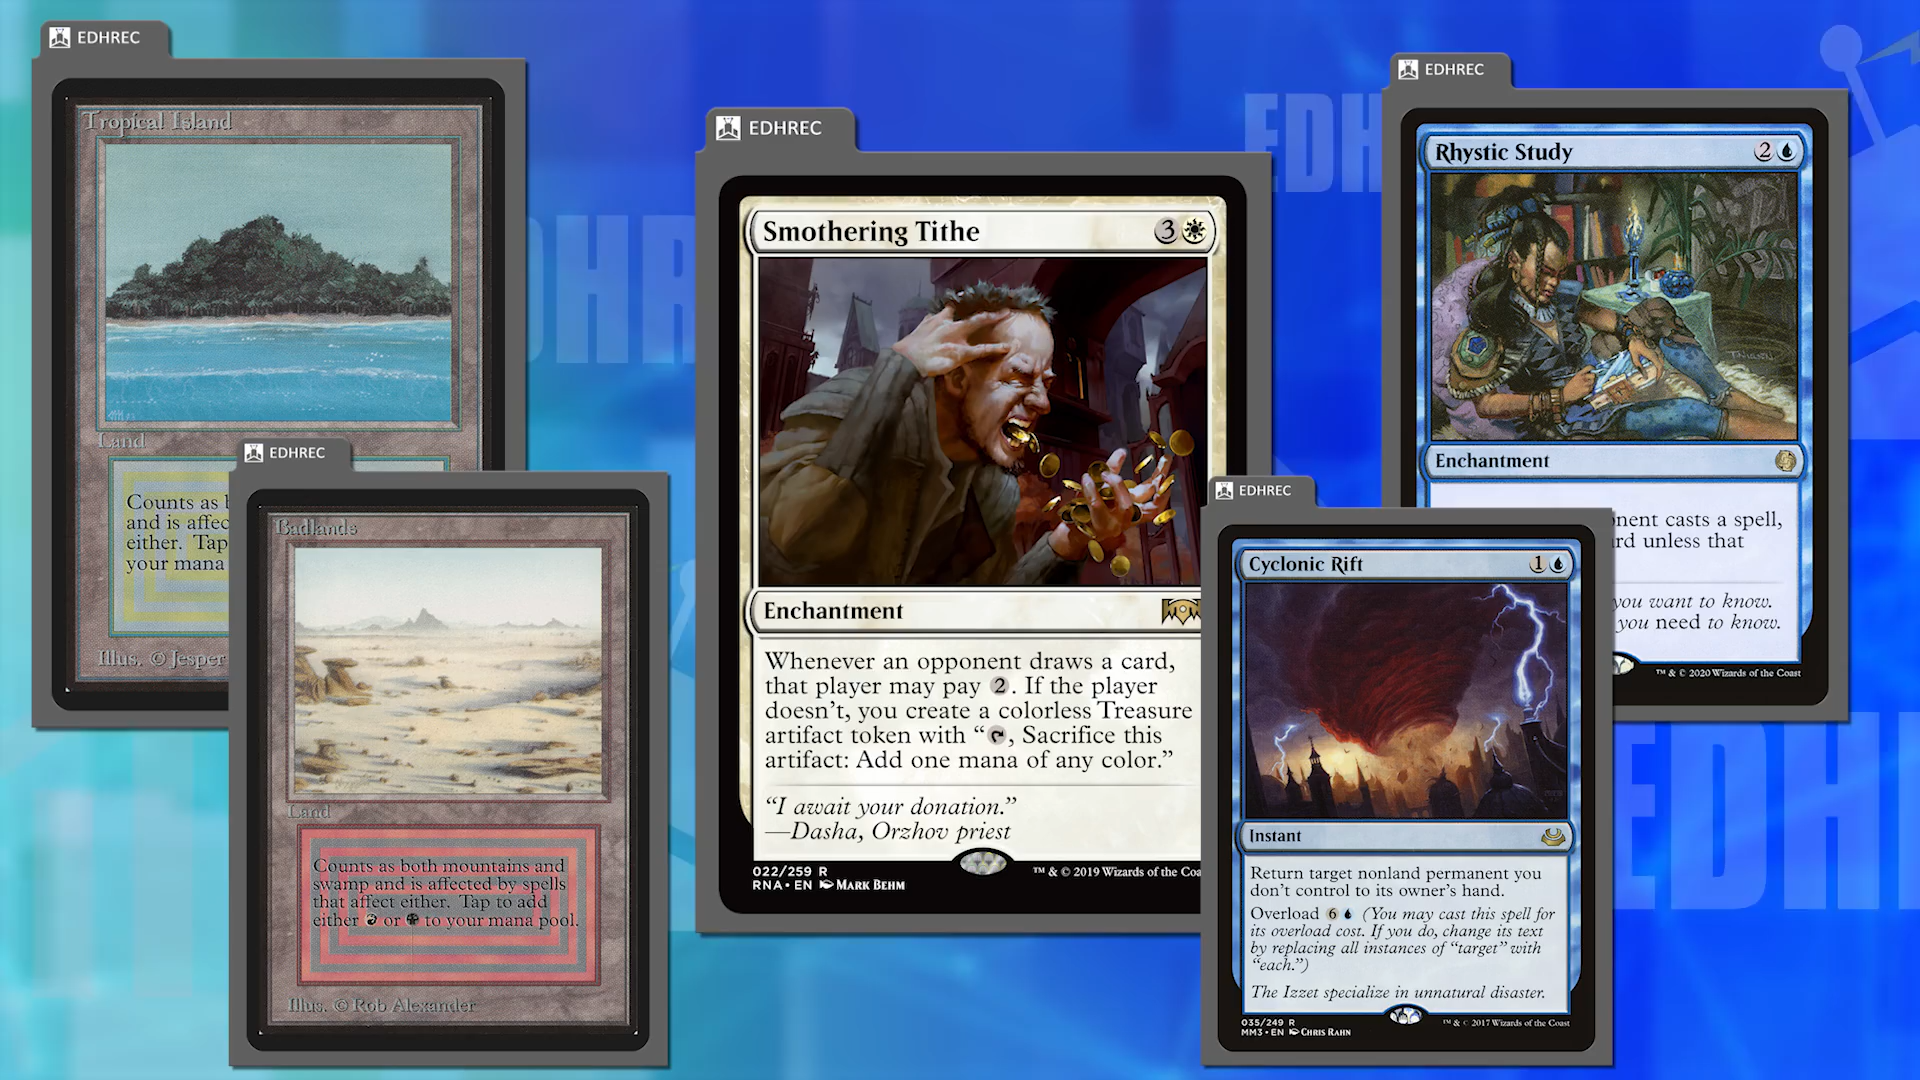 EDHREC
Tropical Island
Land
Counts as
and is affec
either. Tap
your mana
Illus. © Jesper
EDHREC
Badlands
Land
Counts as both mountains and
swamp and is affected by spells
that affect either. Tap to add
either or to your mana pool.
Illus. © Rob Alexander
EDHREC
Smothering Tithe
3
Enchantment
Whenever an opponent draws a card,
that player may pay 2. If the player
doesn't, you create a colorless Treasure
artifact token with “, Sacrifice this
artifact: Add one mana of any color.”
“I await your donation.”
—Dasha, Orzhov priest
022/259 R
RNA • EN Mark Behm
™ & © 2019 Wizards of the Coa
EDHREC
Rhystic Study
2
Enchantment
nent casts a spell,
rd unless that
you want to know.
you need to know.
™ & © 2020 Wizards of the Coast
EDHREC
Cyclonic Rift
1
Instant
Return target nonland permanent you
don't control to its owner's hand.
Overload 6 (You may cast this spell for
its overload cost. If you do, change its text
by replacing all instances of “target” with
“each.”)
The Izzet specialize in unnatural disaster.
035/249 R
MM3 • EN Chris Rahn
™ & © 2017 Wizards of the Coast
EDH
DHR
EDH